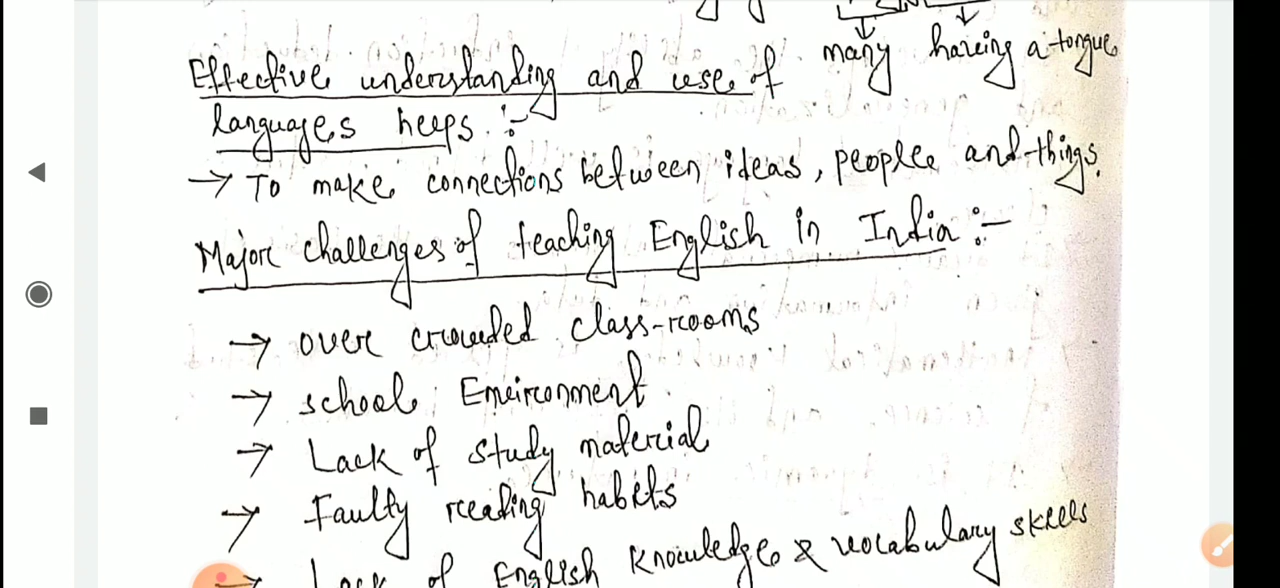 many having a tongue
Effective understanding and use of
languages helps :-
→ To make connections between ideas, people and things.
Major challenges of teaching English in India :-
→ over crowded class-rooms
→ school Environment
→ Lack of study material
→ Faulty reading habits
→ Lack of English knowledge & vocabulary skills